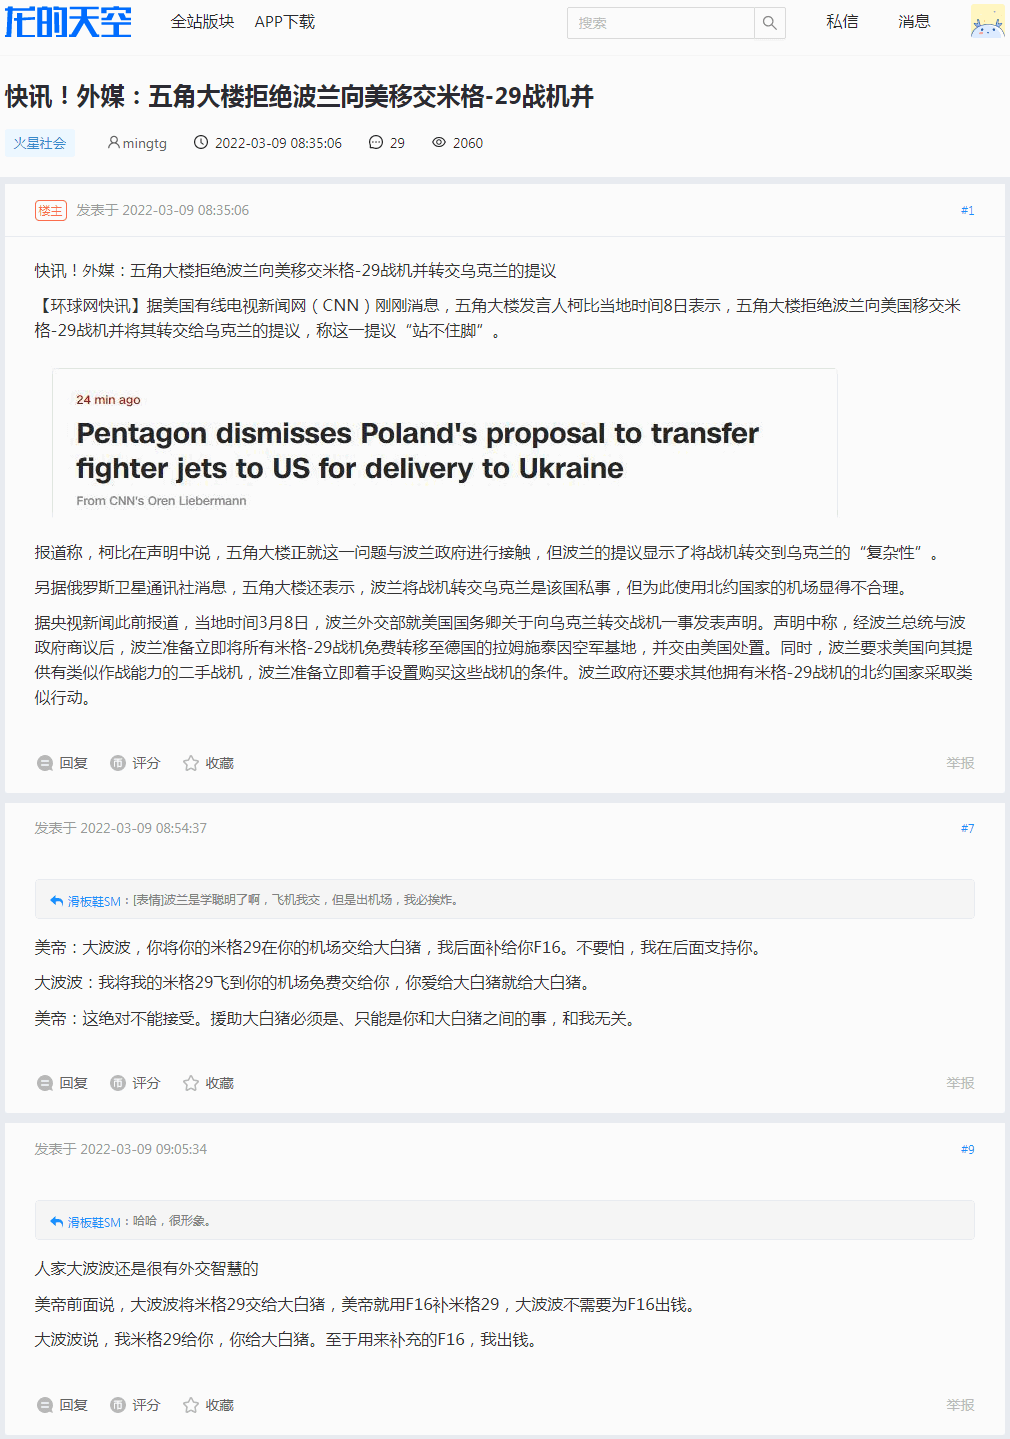 龙的天空 全站版块 APP下载 搜索 私信 消息
快讯！外媒：五角大楼拒绝波兰向美移交米格-29战机并
火星社会 mingtg 2022-03-09 08:35:06 29 2060
楼主 发表于 2022-03-09 08:35:06 #1
快讯！外媒：五角大楼拒绝波兰向美移交米格-29战机并转交乌克兰的提议
【环球网快讯】据美国有线电视新闻网（CNN）刚刚消息，五角大楼发言人柯比当地时间8日表示，五角大楼拒绝波兰向美国移交米
格-29战机并将其转交给乌克兰的提议，称这一提议“站不住脚”。
24 min ago
Pentagon dismisses Poland's proposal to transfer
fighter jets to US for delivery to Ukraine
From CNN's Oren Liebermann
报道称，柯比在声明中说，五角大楼正就这一问题与波兰政府进行接触，但波兰的提议显示了将战机转交到乌克兰的“复杂性”。
另据俄罗斯卫星通讯社消息，五角大楼还表示，波兰将战机转交乌克兰是该国私事，但为此使用北约国家的机场显得不合理。
据央视新闻此前报道，当地时间3月8日，波兰外交部就美国国务卿关于向乌克兰转交战机一事发表声明。声明中称，经波兰总统与波
政府商议后，波兰准备立即将所有米格-29战机免费转移至德国的拉姆施泰因空军基地，并交由美国处置。同时，波兰要求美国向其提
供有类似作战能力的二手战机，波兰准备立即着手设置购买这些战机的条件。波兰政府还要求其他拥有米格-29战机的北约国家采取类
似行动。
回复 评分 收藏 举报
发表于 2022-03-09 08:54:37 #7
滑板鞋SM：[表情]波兰是学聪明了啊，飞机我交，但是出机场，我必挨炸。
美帝：大波波，你将你的米格29在你的机场交给大白猪，我后面补给你F16。不要怕，我在后面支持你。
大波波：我将我的米格29飞到你的机场免费交给你，你爱给大白猪就给大白猪。
美帝：这绝对不能接受。援助大白猪必须是、只能是你和大白猪之间的事，和我无关。
回复 评分 收藏 举报
发表于 2022-03-09 09:05:34 #9
滑板鞋SM：哈哈，很形象。
人家大波波还是很有外交智慧的
美帝前面说，大波波将米格29交给大白猪，美帝就用F16补米格29，大波波不需要为F16出钱。
大波波说，我米格29给你，你给大白猪。至于用来补充的F16，我出钱。
回复 评分 收藏 举报